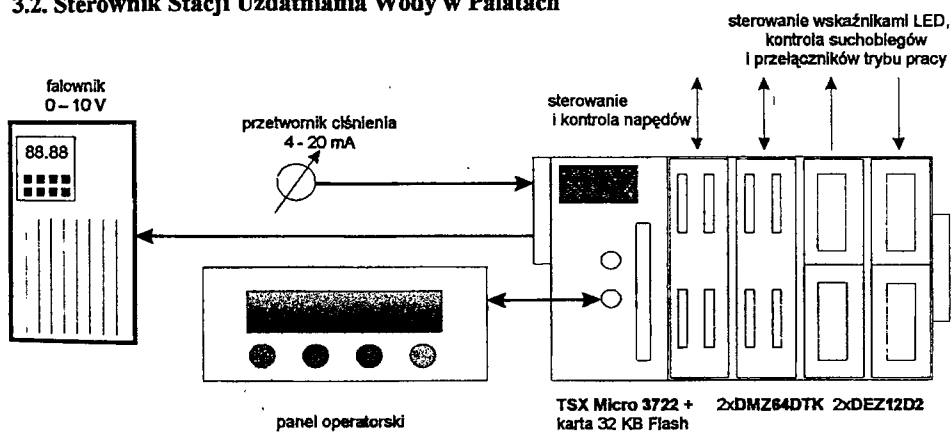 3.2. Sterownik Stacji Uzdatniania Wody w Pałatach
sterowanie wskaźnikami LED,
kontrola suchobiegów
i przełączników trybu pracy
falownik
0 – 10 V
88.88
przetwornik ciśnienia
4 - 20 mA
sterowanie
i kontrola napędów
panel operatorski
TSX Micro 3722 +
karta 32 KB Flash
2xDMZ64DTK 2xDEZ12D2